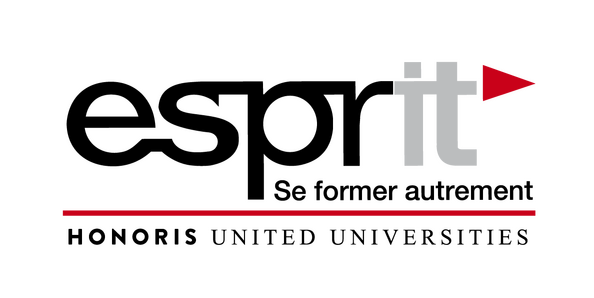 esprit
Se former autrement
HONORIS UNITED UNIVERSITIES